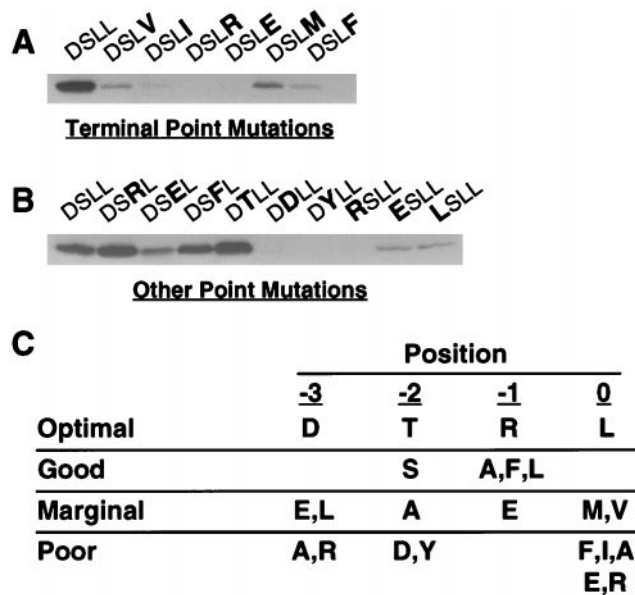 A
DSLL DSLV DSLI DSLR DSLE DSLM DSLF
Terminal Point Mutations
B
DSLL DSRL DSEL DSFL DTLL DDLL DYLL RSLL ESLL LSLL
Other Point Mutations
C
Position
-3 -2 -1 0
Optimal D T R L
Good S A,F,L
Marginal E,L A E M,V
Poor A,R D,Y F,I,A
E,R